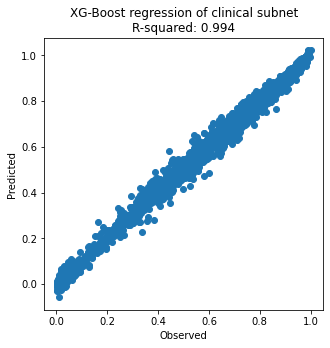 XG-Boost regression of clinical subnet
R-squared: 0.994
Predicted
1.0
0.8
0.6
0.4
0.2
0.0
0.0 0.2 0.4 0.6 0.8 1.0
Observed